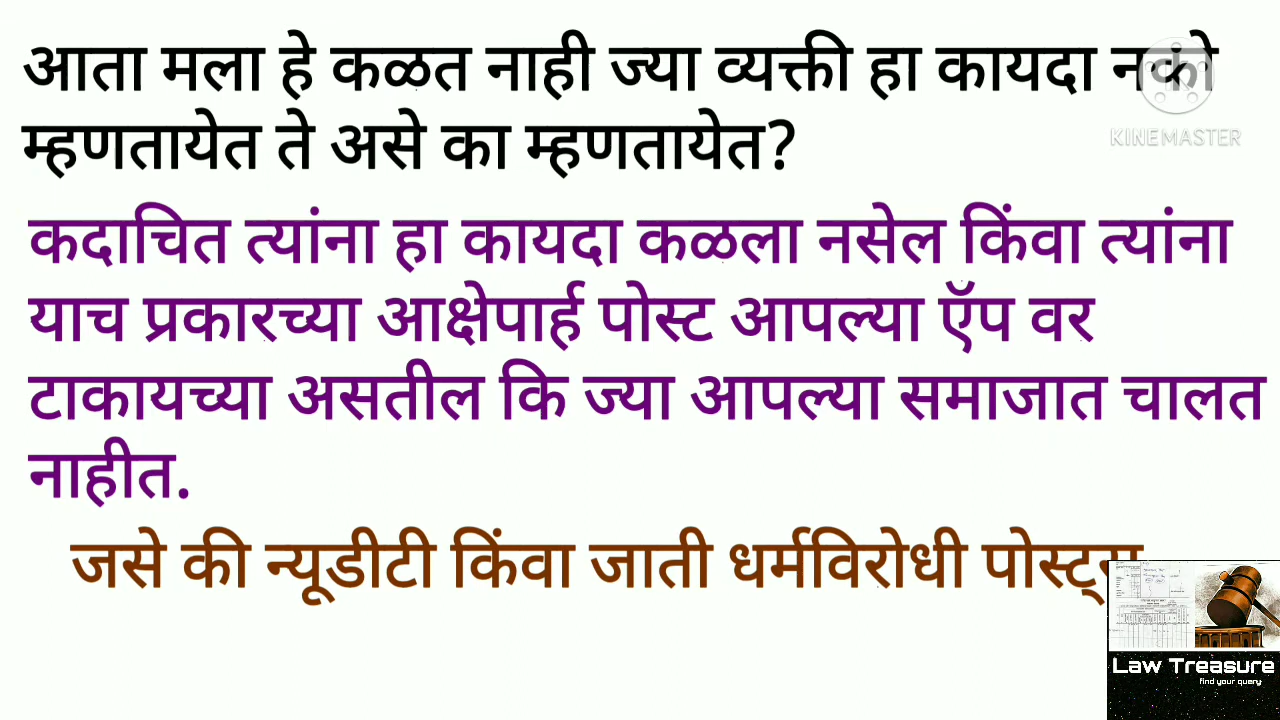 आता मला हे कळत नाही ज्या व्यक्ती हा कायदा नको
म्हणतायेत ते असे का म्हणतायेत?
KINEMASTER
कदाचित त्यांना हा कायदा कळला नसेल किंवा त्यांना
याच प्रकारच्या आक्षेपार्ह पोस्ट आपल्या ऍप वर
टाकायच्या असतील कि ज्या आपल्या समाजात चालत
नाहीत.
जसे की न्यूडीटी किंवा जाती धर्मविरोधी
Law Treasure
find your query